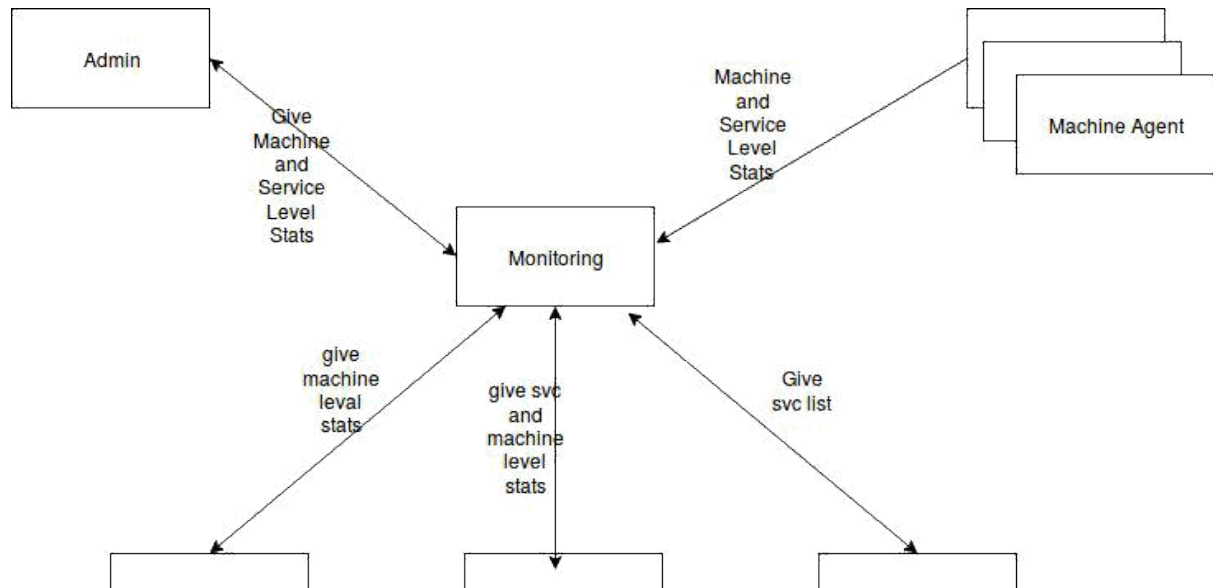 Admin
Give
Machine
and
Service
Level
Stats
Machine
and
Service
Level
Stats
Machine Agent
Monitoring
give
machine
leval
stats
give svc
and
machine
level
stats
Give
svc list